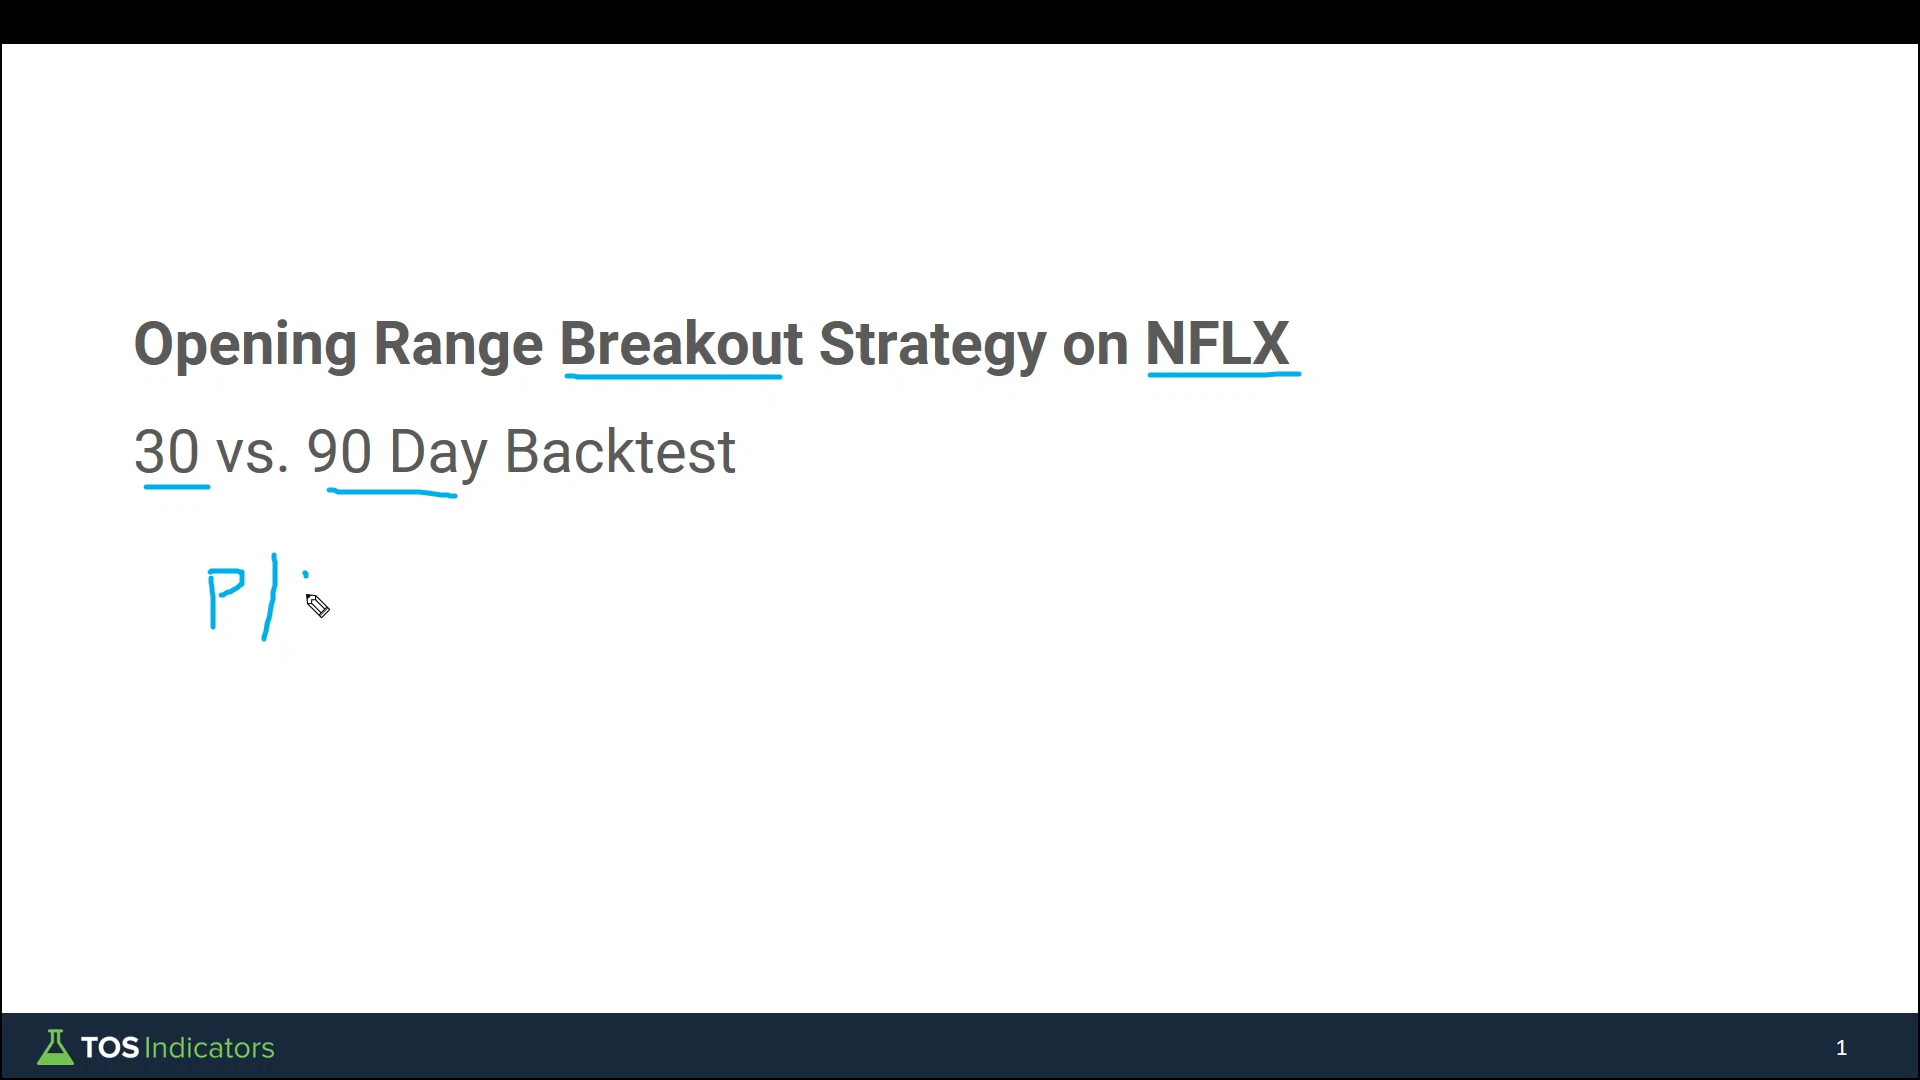 Opening Range Breakout Strategy on NFLX
30 vs. 90 Day Backtest
P/
TOS Indicators
1